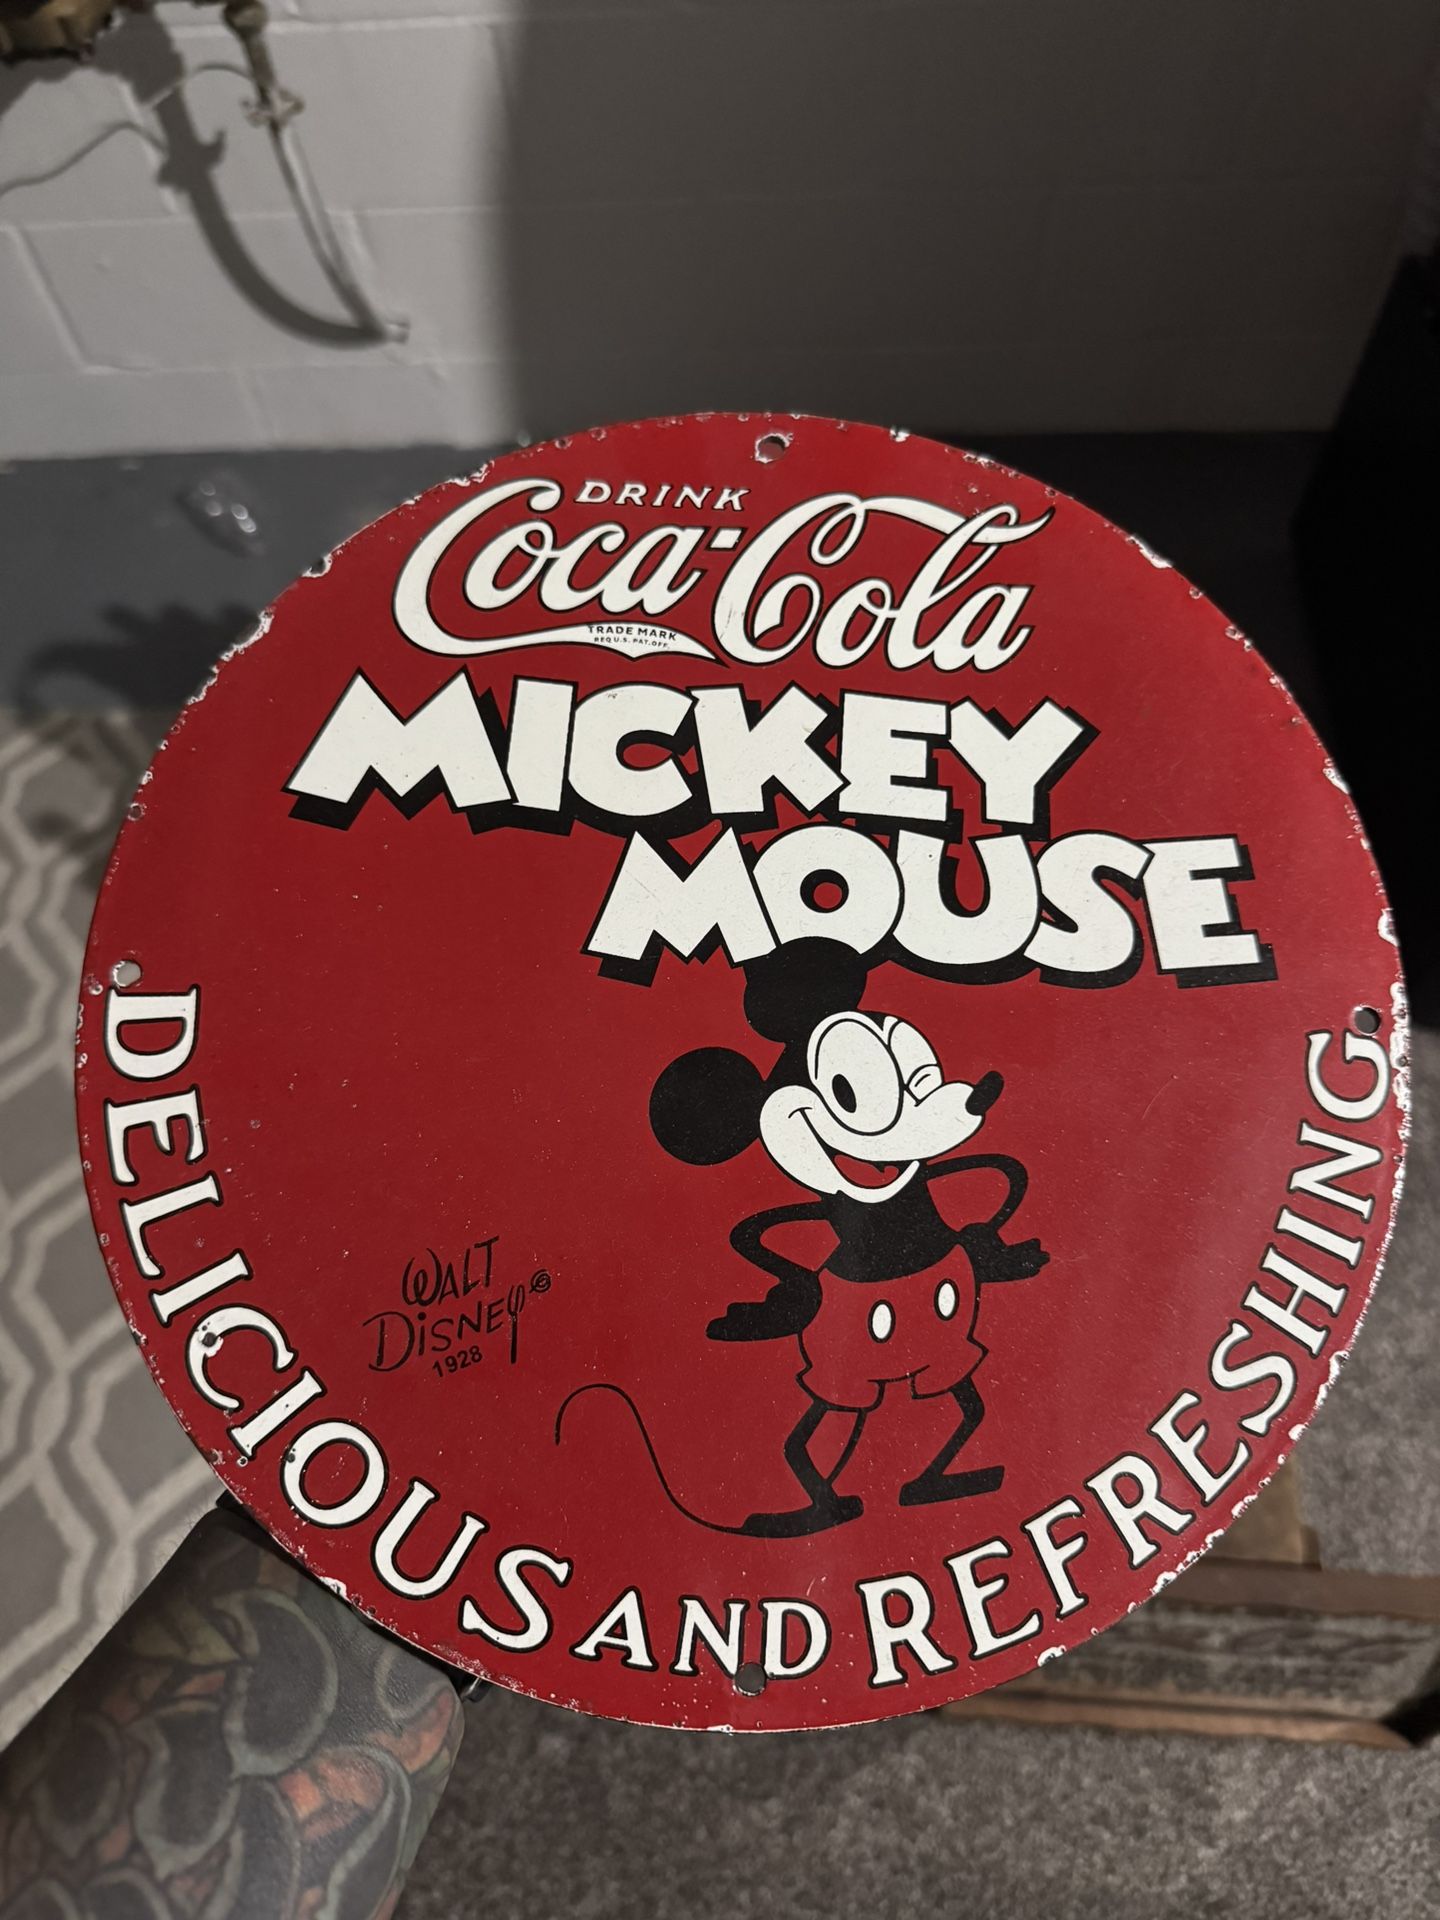 DRINK
Coca-Cola
TRADE MARK
REG U.S. PAT. OFF.
MICKEY
MOUSE
WALT
DISNEY ©
1928
DELICIOUS AND REFRESHING